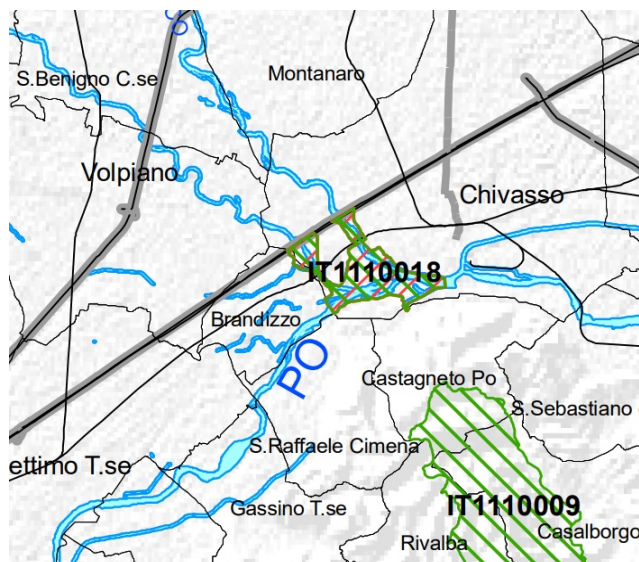 S.Benigno C.se
Montanaro
Volpiano
Chivasso
IT1110018
Brandizzo
PO
Castagneto Po
S.Sebastiano
S.Raffaele Cimena
ettimo T.se
Gassino T.se
IT1110009
Casalborgo
Rivalba